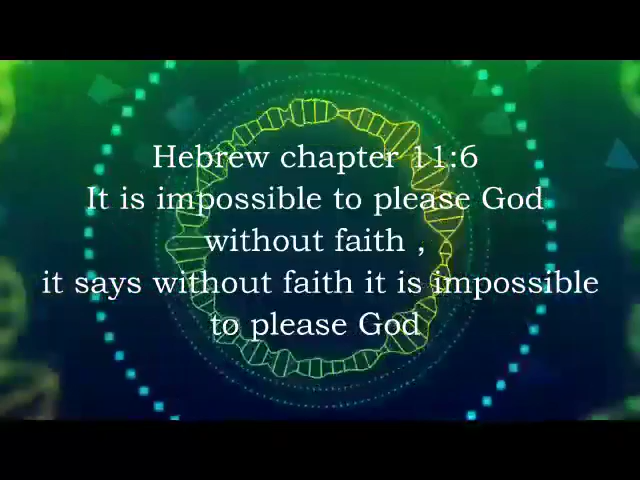 Hebrew chapter 11:6
It is impossible to please God
without faith ,
it says without faith it is impossible
to please God